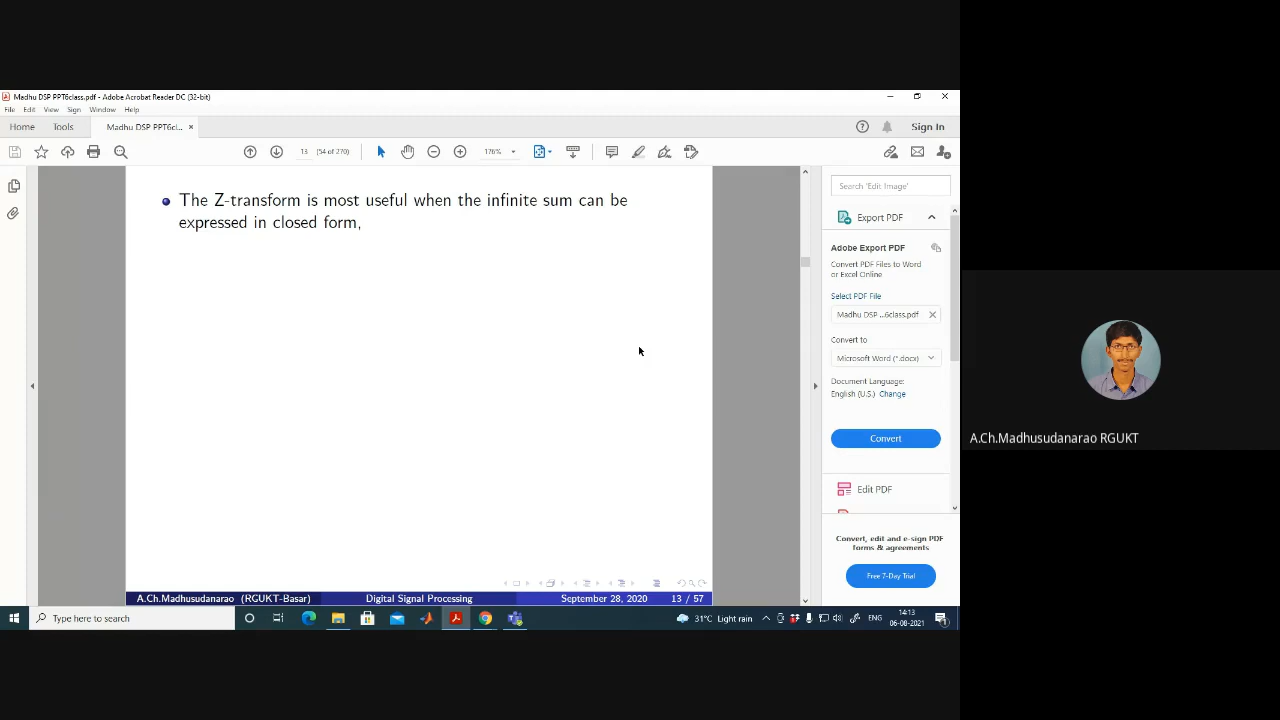 Madhu DSP PPT6class.pdf - Adobe Acrobat Reader DC (32-bit)
File Edit View Sign Window Help
Home Tools Madhu DSP PPT6cl... × Sign In
13 (54 of 270) 176%
The Z-transform is most useful when the infinite sum can be
expressed in closed form,
Search 'Edit Image'
Export PDF
Adobe Export PDF
Convert PDF Files to Word
or Excel Online
Select PDF File
Madhu DSP ...6class.pdf
Convert to
Microsoft Word (*.docx)
Document Language:
English (U.S.) Change
Convert
Edit PDF
Convert, edit and e-sign PDF
forms & agreements
Free 7-Day Trial
A.Ch.Madhusudanarao (RGUKT-Basar) Digital Signal Processing September 28, 2020 13 / 57
Type here to search 31°C Light rain ENG 14:13
06-08-2021
A.Ch.Madhusudanarao RGUKT